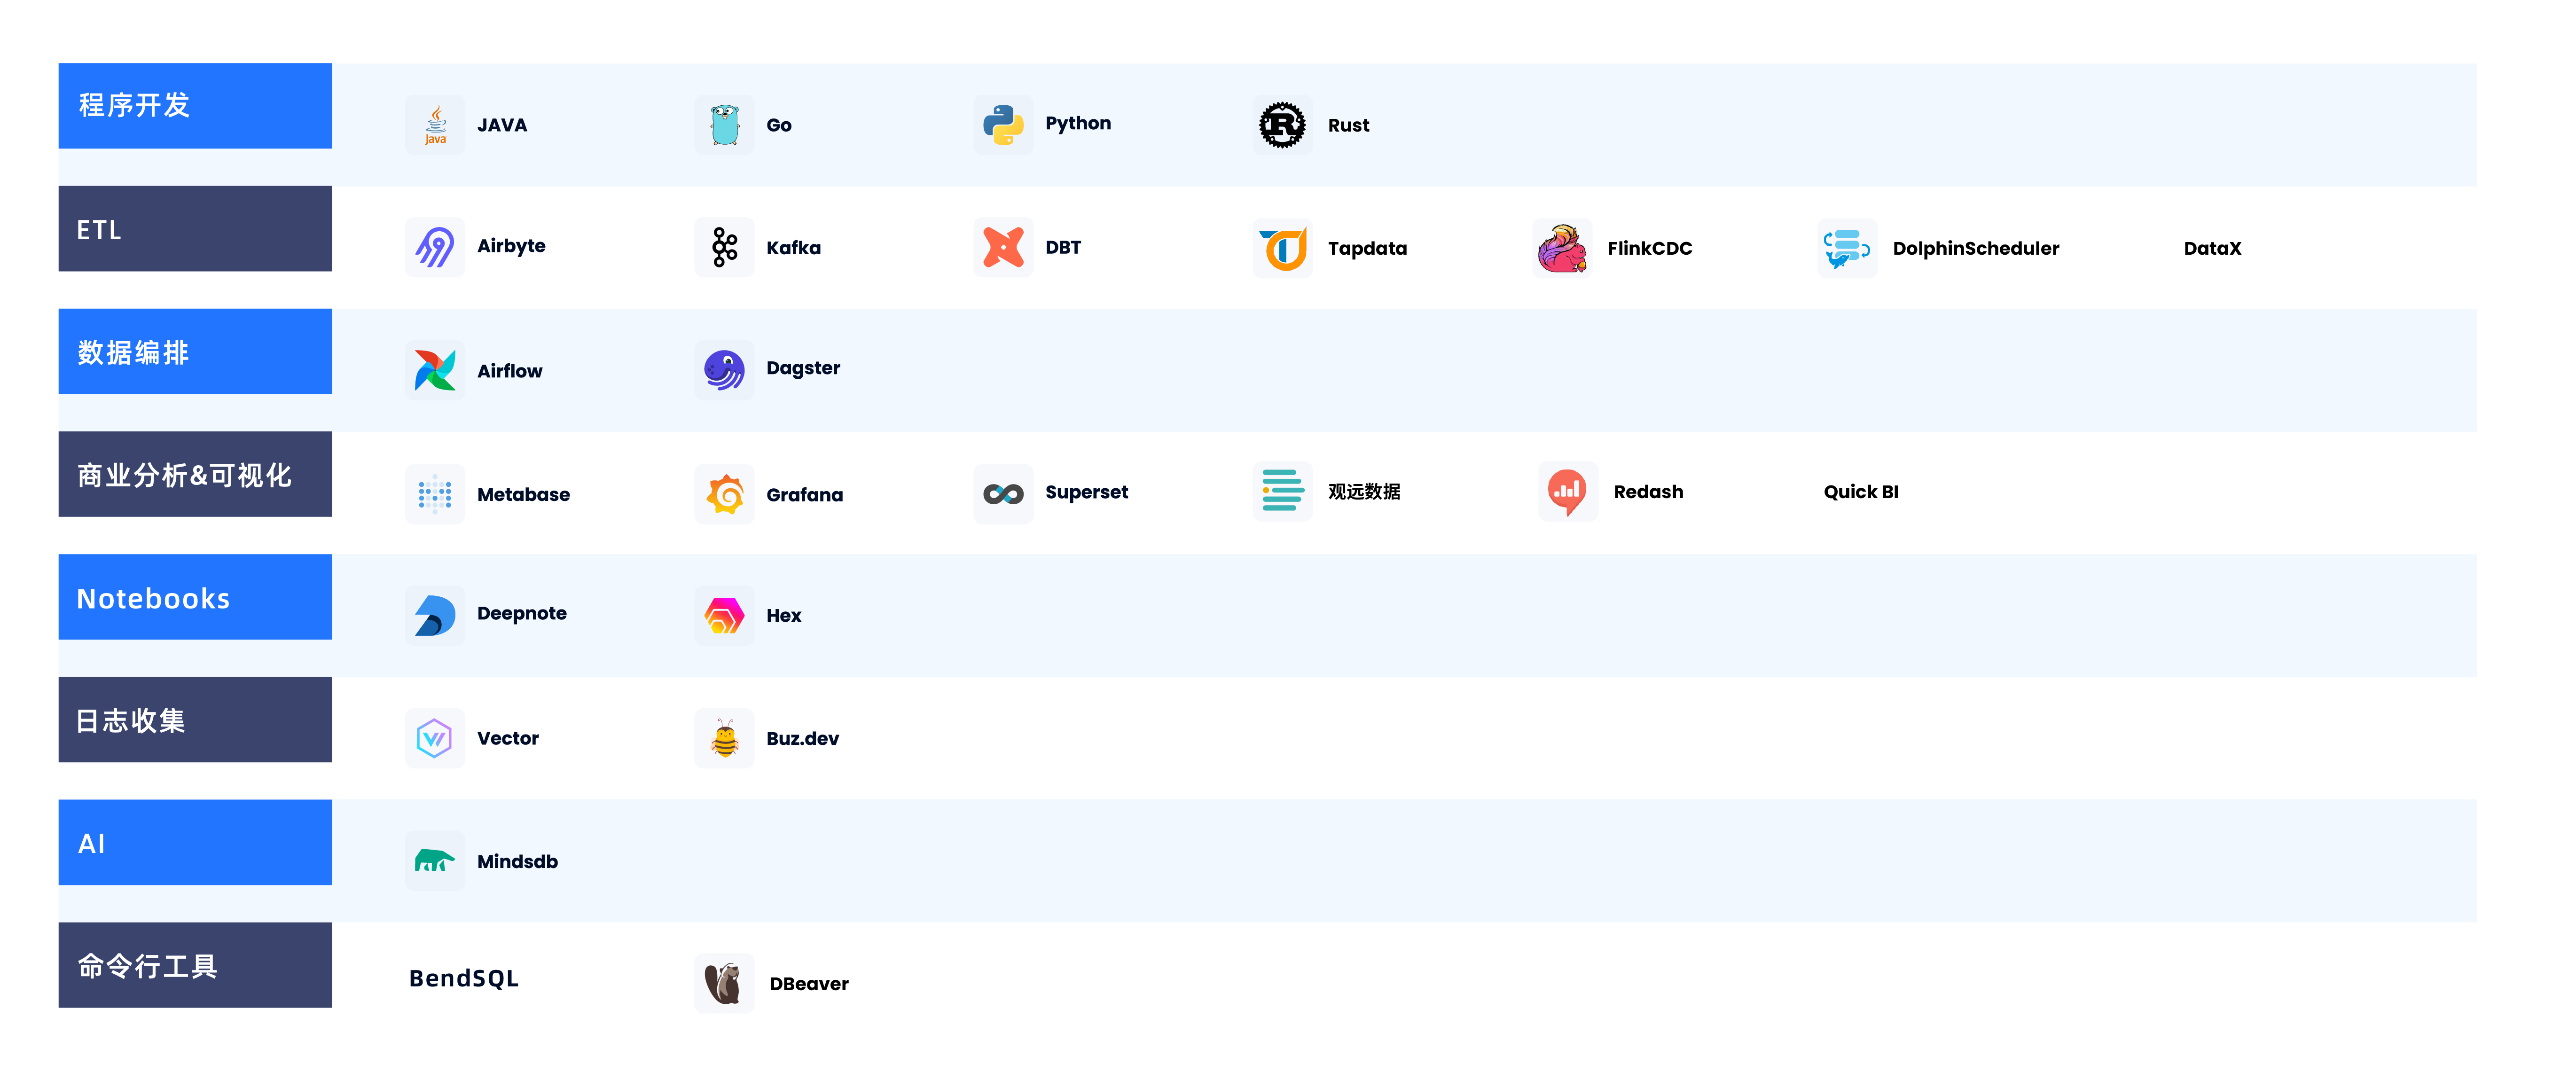 程序开发
Java JAVA Go Python R Rust
ETL
Airbyte Kafka DBT Tapdata FlinkCDC DolphinScheduler DataX
数据编排
Airflow Dagster
商业分析&可视化
Metabase Grafana Superset 观远数据 Redash Quick BI
Notebooks
Deepnote Hex
日志收集
Vector Buz.dev
AI
Mindsdb
命令行工具
BendSQL DBeaver